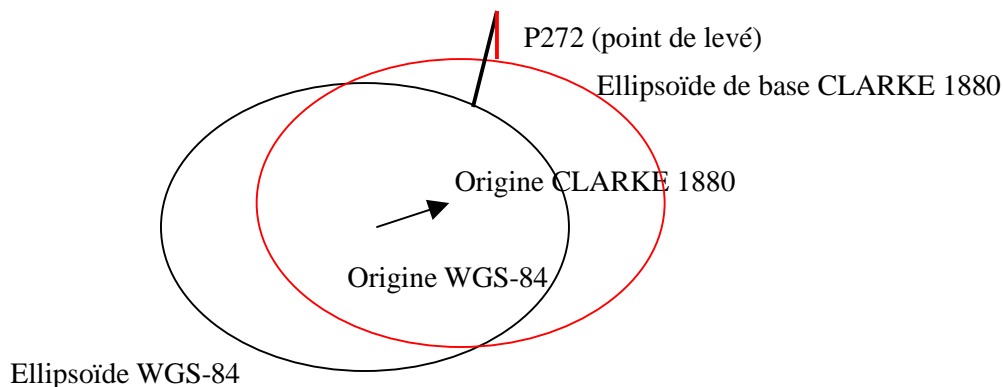 P272 (point de levé)
Ellipsoïde de base CLARKE 1880
Origine CLARKE 1880
Origine WGS-84
Ellipsoïde WGS-84